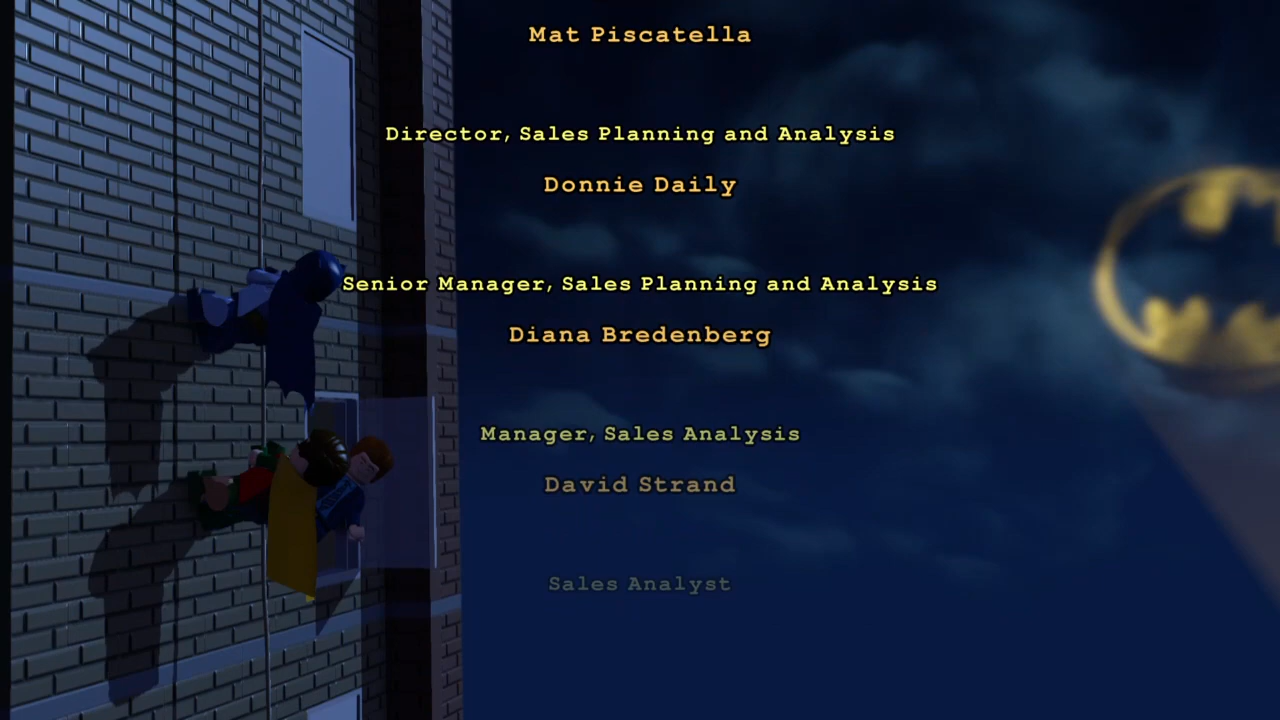 Mat Piscatella
Director, Sales Planning and Analysis
Donnie Daily
Senior Manager, Sales Planning and Analysis
Diana Bredenberg
Manager, Sales Analysis
David Strand
Sales Analyst